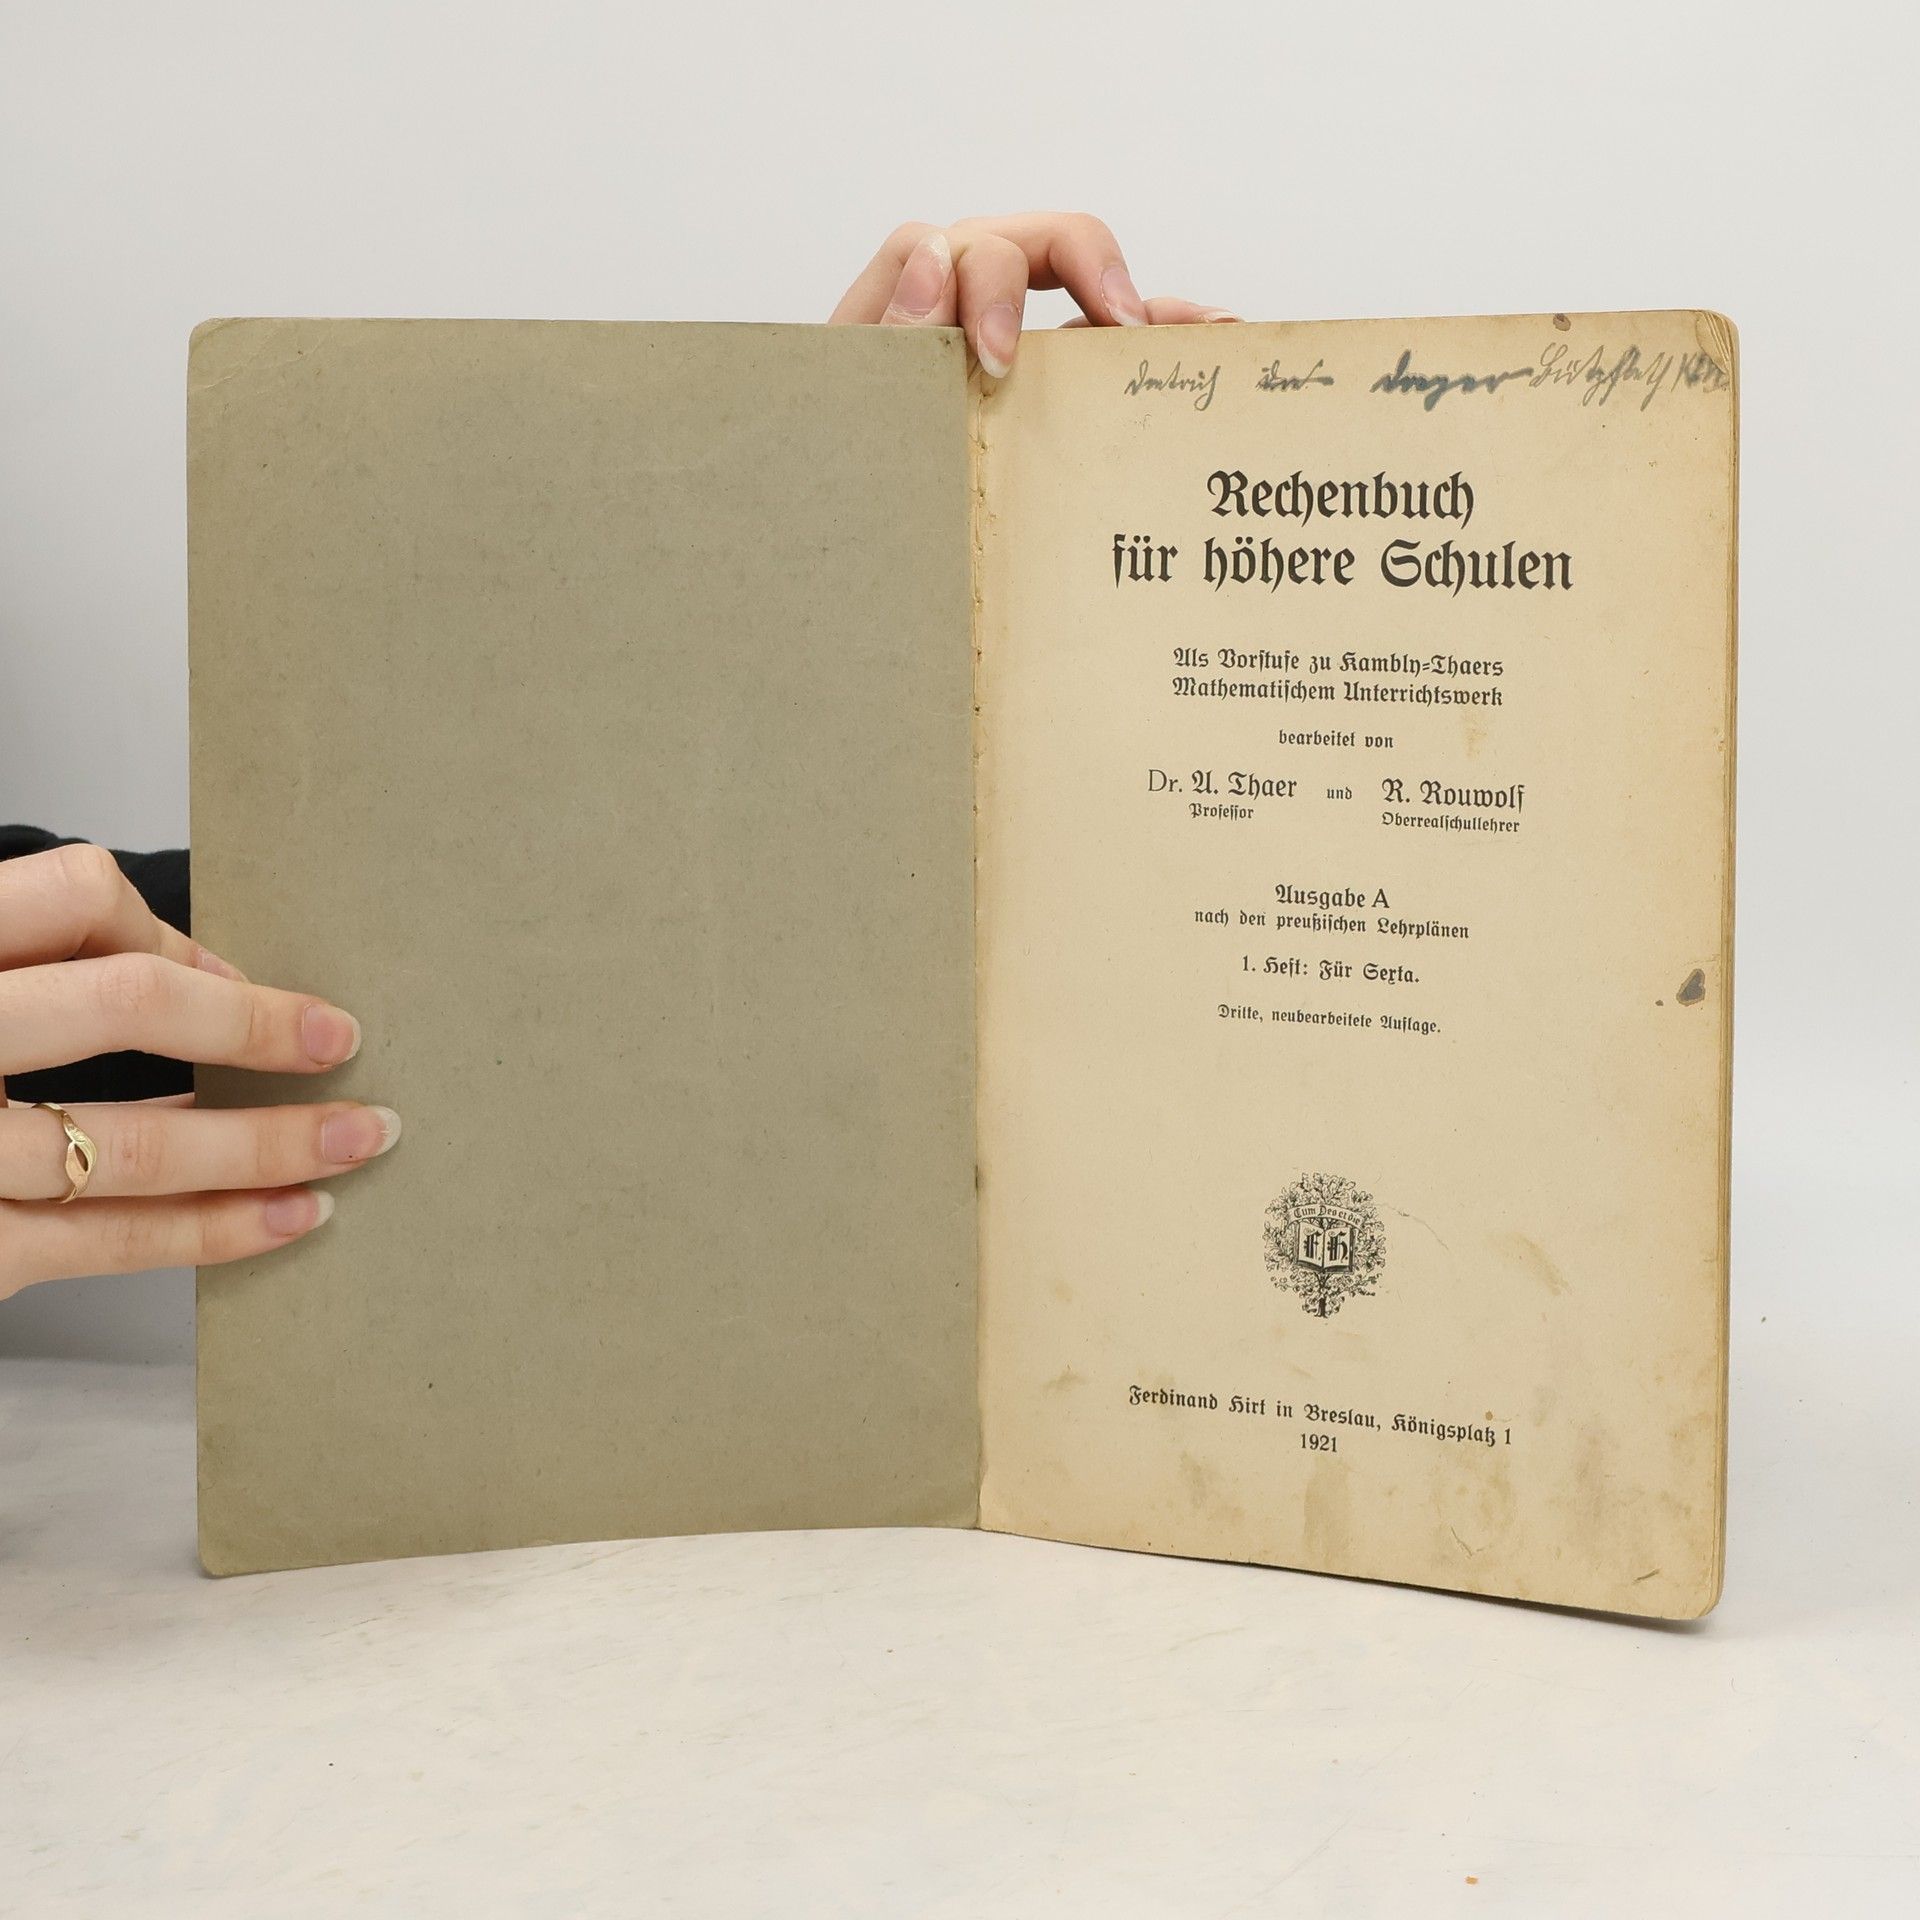 Rechenbuch
für höhere Schulen
Als Vorſtufe zu Kambly=Thaers
Mathematiſchem Unterrichtswerk
bearbeitet von
Dr. A. Thaer und R. Rouwolf
Profeſſor Oberrealſchullehrer
Ausgabe A
nach den preußiſchen Lehrplänen
1. Heft: Für Sexta.
Dritte, neubearbeitete Auflage.
Cum Deo et die
F. H.
Ferdinand Hirt in Breslau, Königsplatz 1
1921